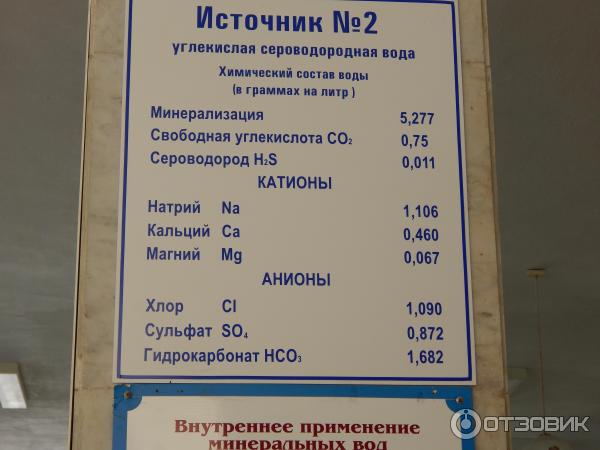 Источник №2
углекислая сероводородная вода
Химический состав воды
(в граммах на литр)
Минерализация 5,277
Свободная углекислота CO₂ 0,75
Сероводород H₂S 0,011
КАТИОНЫ
Натрий Na 1,106
Кальций Ca 0,460
Магний Mg 0,067
АНИОНЫ
Хлор Cl 1,090
Сульфат SO₄ 0,872
Гидрокарбонат HCO₃ 1,682
Внутреннее применение
минеральных вод
ОТЗОВИК